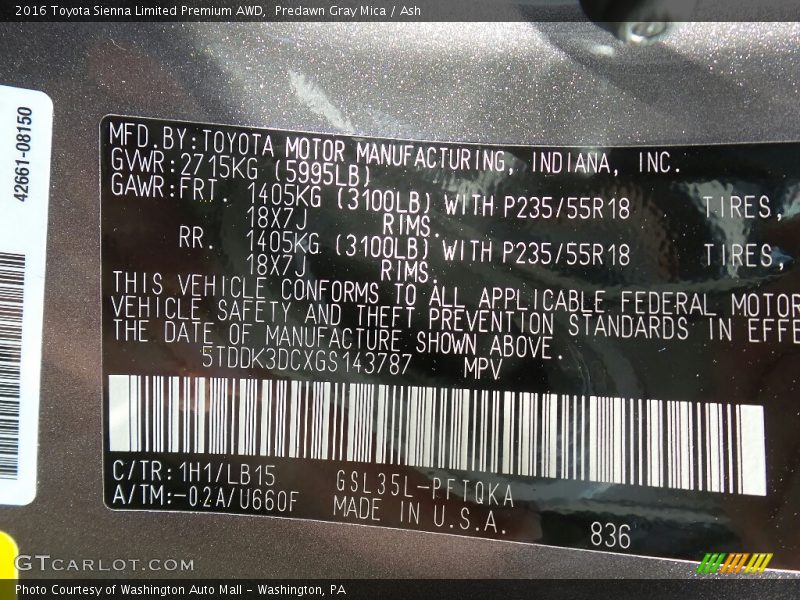 2016 Toyota Sienna Limited Premium AWD,  Predawn Gray Mica / Ash
42661-08150
MFD.BY:TOYOTA MOTOR MANUFACTURING, INDIANA, INC.
GVWR:2715KG (5995LB)
GAWR:FRT. 1405KG (3100LB) WITH P235/55R18 TIRES,
18X7J RIMS.
RR. 1405KG (3100LB) WITH P235/55R18 TIRES,
18X7J RIMS.
THIS VEHICLE CONFORMS TO ALL APPLICABLE FEDERAL MOTOR
VEHICLE SAFETY AND THEFT PREVENTION STANDARDS IN EFFE
THE DATE OF MANUFACTURE SHOWN ABOVE.
5TDDK3DCXGS143787 MPV
C/TR:1H1/LB15 GSL35L-PFTQKA
A/TM:-02A/U660F MADE IN U.S.A.
836
GTCARLOT.COM
Photo Courtesy of Washington Auto Mall - Washington, PA